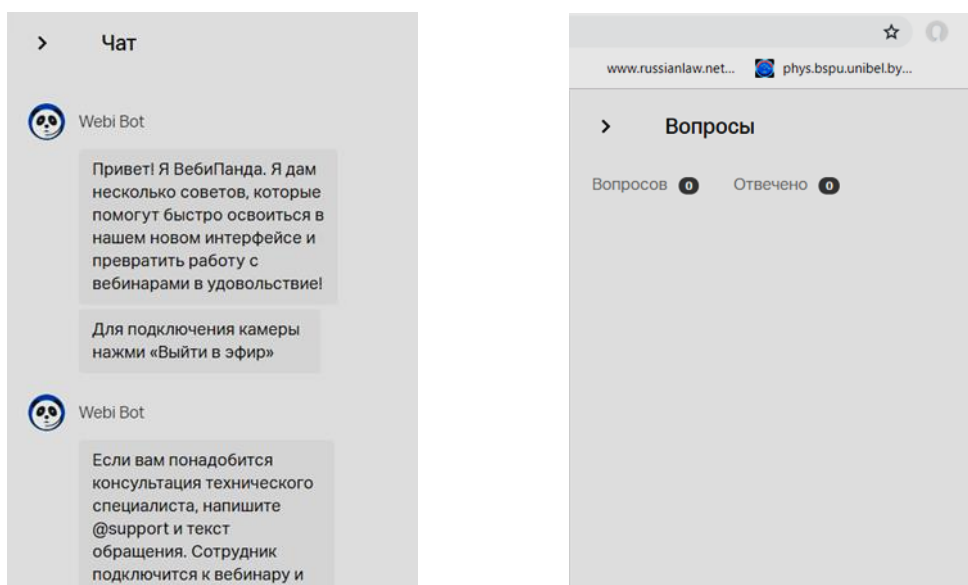 Чат
Webi Bot
Привет! Я ВебиПанда. Я дам
несколько советов, которые
помогут быстро освоиться в
нашем новом интерфейсе и
превратить работу с
вебинарами в удовольствие!
Для подключения камеры
нажми «Выйти в эфир»
Webi Bot
Если вам понадобится
консультация технического
специалиста, напишите
@support и текст
обращения. Сотрудник
подключится к вебинару и
www.russianlaw.net... phys.bspu.unibel.by...
Вопросы
Вопросов 0 Отвечено 0